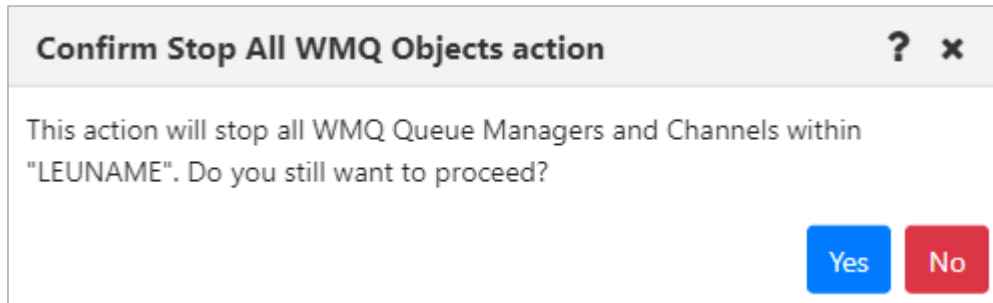 Confirm Stop All WMQ Objects action ? ×
This action will stop all WMQ Queue Managers and Channels within
"LEUNAME". Do you still want to proceed?
Yes No